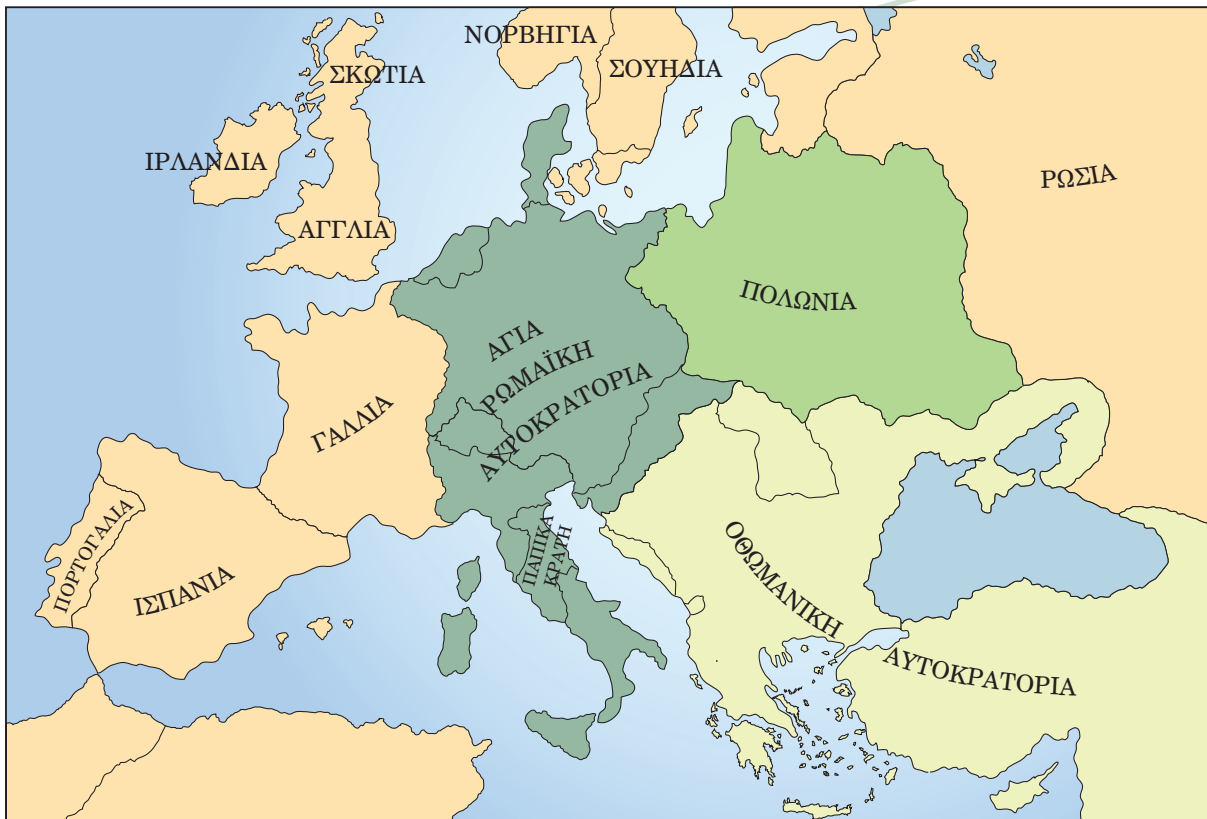 ΝΟΡΒΗΓΙΑ
ΣΟΥΗΔΙΑ
ΣΚΩΤΙΑ
ΙΡΛΑΝΔΙΑ
ΡΩΣΙΑ
ΑΓΓΛΙΑ
ΠΟΛΩΝΙΑ
ΑΓΙΑ
ΡΩΜΑΪΚΗ
ΑΥΤΟΚΡΑΤΟΡΙΑ
ΓΑΛΛΙΑ
ΠΟΡΤΟΓΑΛΙΑ
ΙΣΠΑΝΙΑ
ΠΑΠΙΚΑ
ΚΡΑΤΗ
ΟΘΩΜΑΝΙΚΗ
ΑΥΤΟΚΡΑΤΟΡΙΑ